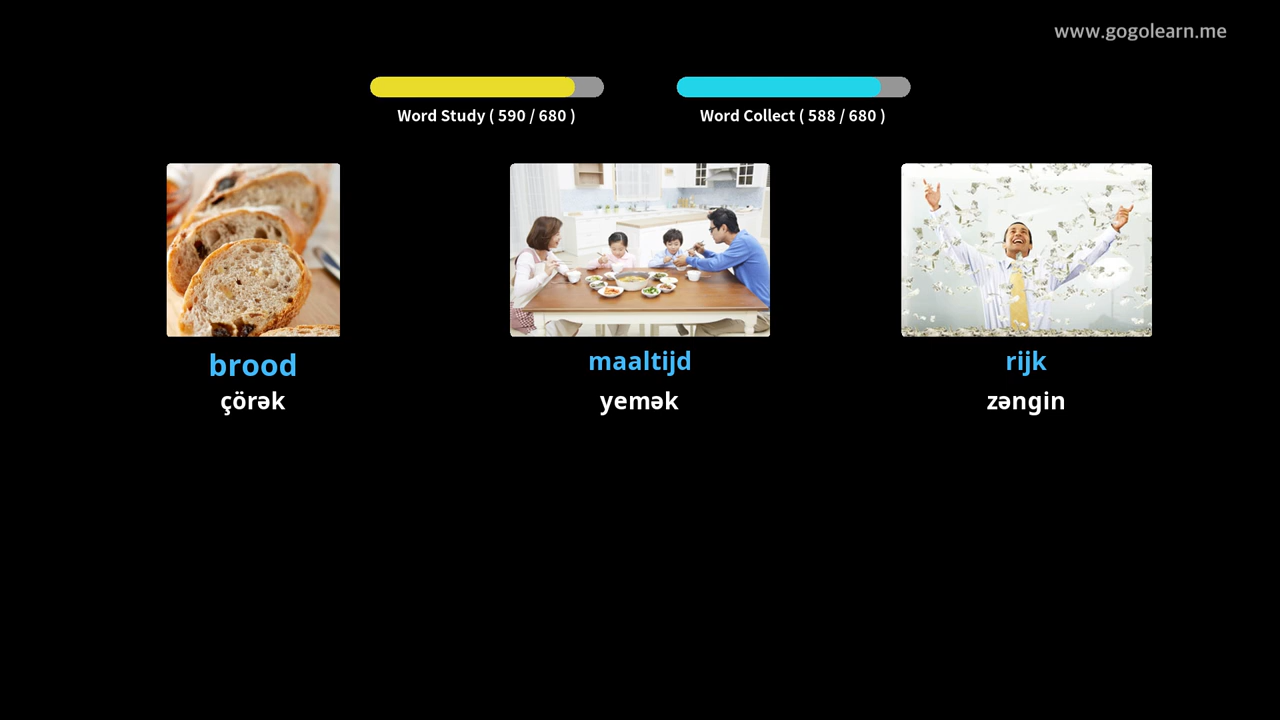 www.gogolearn.me
Word Study ( 590 / 680 )
Word Collect ( 588 / 680 )
brood
çörək
maaltijd
yemək
rijk
zəngin